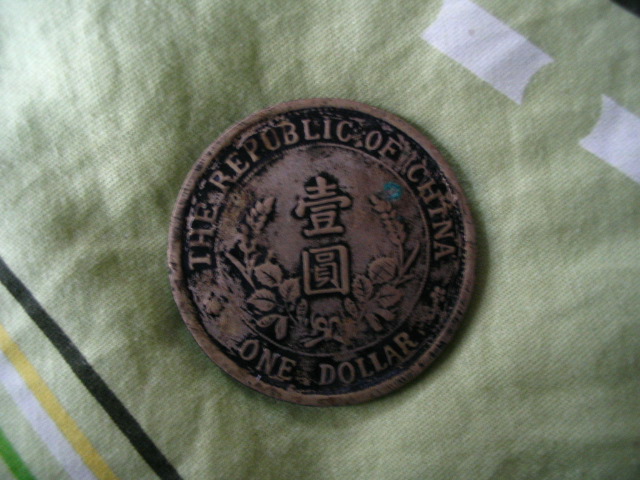 THE REPUBLIC OF CHINA
壹
圓
ONE DOLLAR